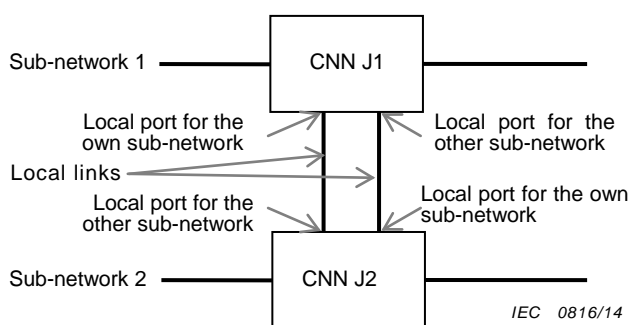 Sub-network 1
CNN J1
Local port for the
own sub-network
Local port for the
other sub-network
Local links
Local port for the
other sub-network
Local port for the own
sub-network
Sub-network 2
CNN J2
IEC 0816/14